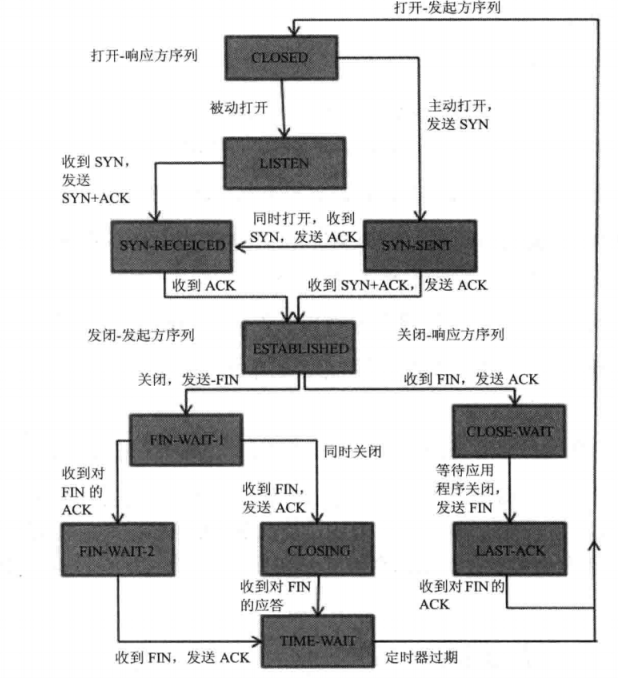 打开-发起方序列
打开-响应方序列
CLOSED
被动打开
主动打开,
发送 SYN
LISTEN
收到 SYN,
发送
SYN+ACK
同时打开，收到
SYN，发送 ACK
SYN-RECEICED
SYN-SENT
收到 ACK
收到 SYN+ACK，发送 ACK
发闭-发起方序列
关闭-响应方序列
ESTABLISHED
关闭，发送-FIN
收到 FIN，发送 ACK
FIN-WAIT-1
CLOSE-WAIT
同时关闭
收到对
FIN 的
ACK
收到 FIN,
发送 ACK
等待应用
程序关闭,
发送 FIN
FIN-WAIT-2
CLOSING
LAST-ACK
收到对 FIN
的应答
收到对 FIN 的
ACK
TIME-WAIT
收到 FIN，发送 ACK
定时器过期